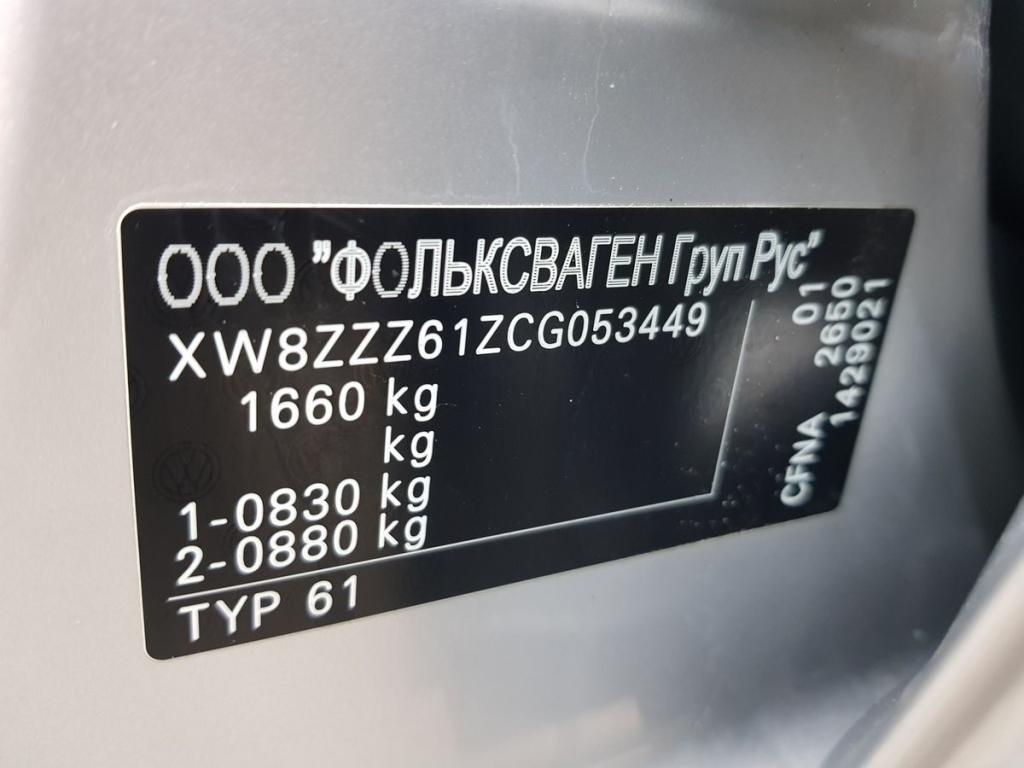 ООО "ФОЛЬКСВАГЕН Груп Рус"
XW8ZZZ61ZCG053449
1660 kg
kg
1-0830 kg
2-0880 kg
TYP 61
01
CFNA 2650
1429021